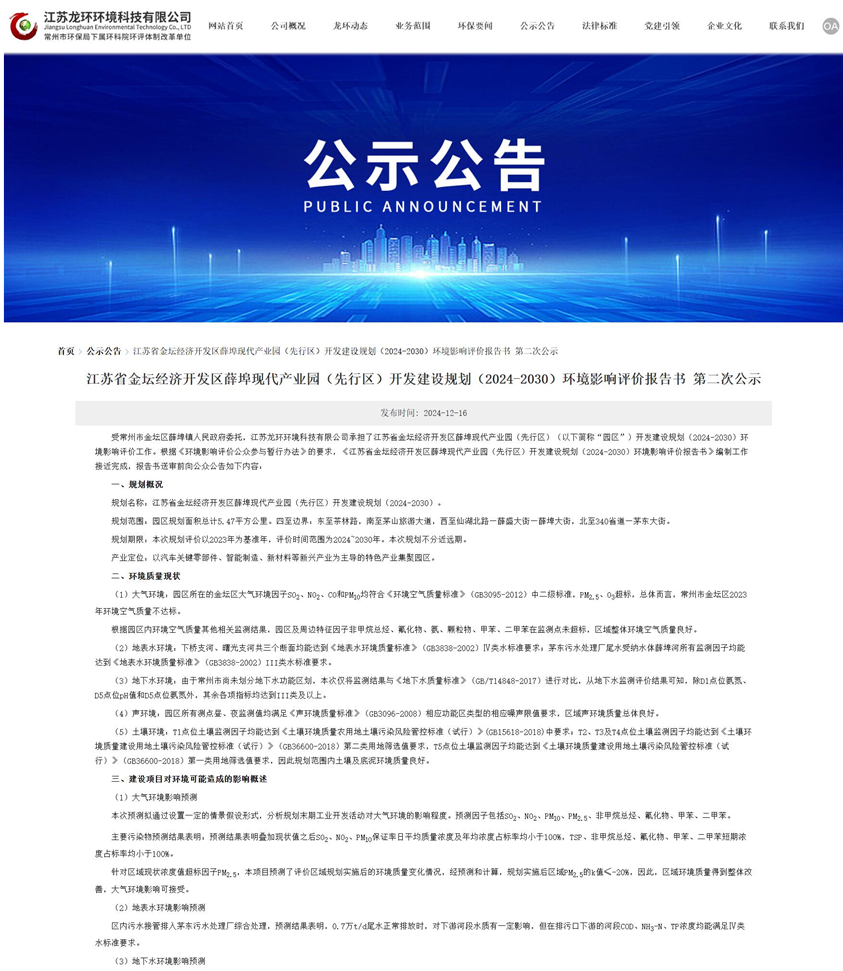 江苏龙环环境科技有限公司
Jiangsu Longhuan Environmental Technology Co., LTD
常州市环保局下属环科院环评体制改革单位
网站首页 公司概况 龙环动态 业务范围 环保要闻 公示公告 法律标准 党建引领 企业文化 联系我们 OA
公示公告
PUBLIC ANNOUNCEMENT
首页 > 公示公告 > 江苏省金坛经济开发区薛埠现代产业园（先行区）开发建设规划（2024-2030）环境影响评价报告书 第二次公示
江苏省金坛经济开发区薛埠现代产业园（先行区）开发建设规划（2024-2030）环境影响评价报告书 第二次公示
发布时间: 2024-12-16
受常州市金坛区薛埠镇人民政府委托，江苏龙环环境科技有限公司承担了江苏省金坛经济开发区薛埠现代产业园（先行区）（以下简称“园区”）开发建设规划（2024-2030）环
境影响评价工作。根据《环境影响评价公众参与暂行办法》的要求，《江苏省金坛经济开发区薛埠现代产业园（先行区）开发建设规划（2024-2030）环境影响评价报告书》编制工作
接近完成，报告书送审前向公众公告如下内容：
一、规划概况
规划名称：江苏省金坛经济开发区薛埠现代产业园（先行区）开发建设规划（2024-2030）。
规划范围：园区规划面积总计5.47平方公里。四至边界：东至茶林路，南至茅山旅游大道，西至仙湖北路—薛盛大街—薛埠大街，北至340省道—茅东大街。
规划期限：本次规划评价以2023年为基准年，评价时间范围为2024~2030年。本次规划不分近远期。
产业定位：以汽车关键零部件、智能制造、新材料等新兴产业为主导的特色产业集聚园区。
二、环境质量现状
（1）大气环境：园区所在的金坛区大气环境因子SO2、NO2、CO和PM10均符合《环境空气质量标准》（GB3095-2012）中二级标准，PM2.5、O3超标，总体而言，常州市金坛区2023
年环境空气质量不达标。
根据园区内环境空气质量其他相关监测结果，园区及周边特征因子非甲烷总烃、氟化物、氨、颗粒物、甲苯、二甲苯在监测点未超标，区域整体环境空气质量良好。
（2）地表水环境：下桥支河、曙光支河共三个断面均能达到《地表水环境质量标准》（GB3838-2002）Ⅳ类水标准要求；茅东污水处理厂尾水受纳水体薛埠河所有监测因子均能
达到《地表水环境质量标准》（GB3838-2002）III类水标准要求。
（3）地下水环境：由于常州市尚未划分地下水功能区划，本次仅将监测结果与《地下水质量标准》（GB/T14848-2017）进行对比，从地下水监测评价结果可知，除D1点位氨氮、
D5点位pH值和D5点位氨氮外，其余各项指标均达到III类及以上。
（4）声环境：园区所有测点昼、夜监测值均满足《声环境质量标准》（GB3096-2008）相应功能区类型的相应噪声限值要求，区域声环境质量总体良好。
（5）土壤环境：T1点位土壤监测因子均能达到《土壤环境质量农用地土壤污染风险管控标准（试行）》（GB15618-2018)中要求；T2、T3及T4点位土壤监测因子均能达到《土壤环
境质量建设用地土壤污染风险管控标准（试行）》（GB36600-2018）第二类用地筛选值要求，T5点位土壤监测因子均能达到《土壤环境质量建设用地土壤污染风险管控标准（试
行）》（GB36600-2018）第一类用地筛选值要求，因此规划范围内土壤及底泥环境质量良好。
三、建设项目对环境可能造成的影响概述
（1）大气环境影响预测
本次预测拟通过设置一定的情景假设形式，分析规划末期工业开发活动对大气环境的影响程度。预测因子包括SO2、NO2、PM10、PM2.5、非甲烷总烃、氟化物、甲苯、二甲苯。
主要污染物预测结果表明，预测结果表明叠加现状值之后SO2、NO2、PM10保证率日平均质量浓度及年均浓度占标率均小于100%，TSP、非甲烷总烃、氟化物、甲苯、二甲苯短期浓
度占标率均小于100%。
针对区域现状浓度值超标因子PM2.5，本项目预测了评价区域规划实施后的环境质量变化情况，经预测和计算，规划实施后区域PM2.5的k值≤-20%，因此，区域环境质量得到整体改
善，大气环境影响可接受。
（2）地表水环境影响预测
区内污水接管排入茅东污水处理厂综合处理，预测结果表明，0.7万t/d尾水正常排放时，对下游河段水质有一定影响，但在排污口下游的河段COD、NH3-N、TP浓度均能满足Ⅳ类
水标准要求。
（3）地下水环境影响预测